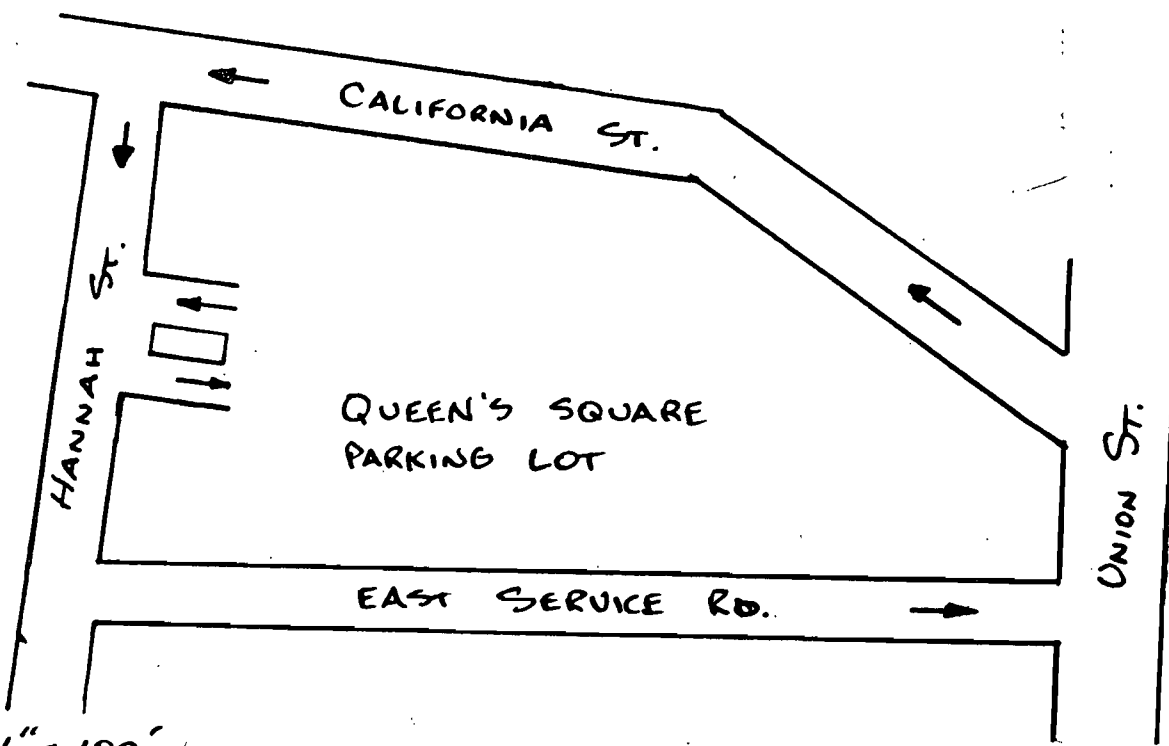 CALIFORNIA ST.
HANNAH ST.
QUEEN'S SQUARE
PARKING LOT
UNION ST.
EAST SERVICE RD.